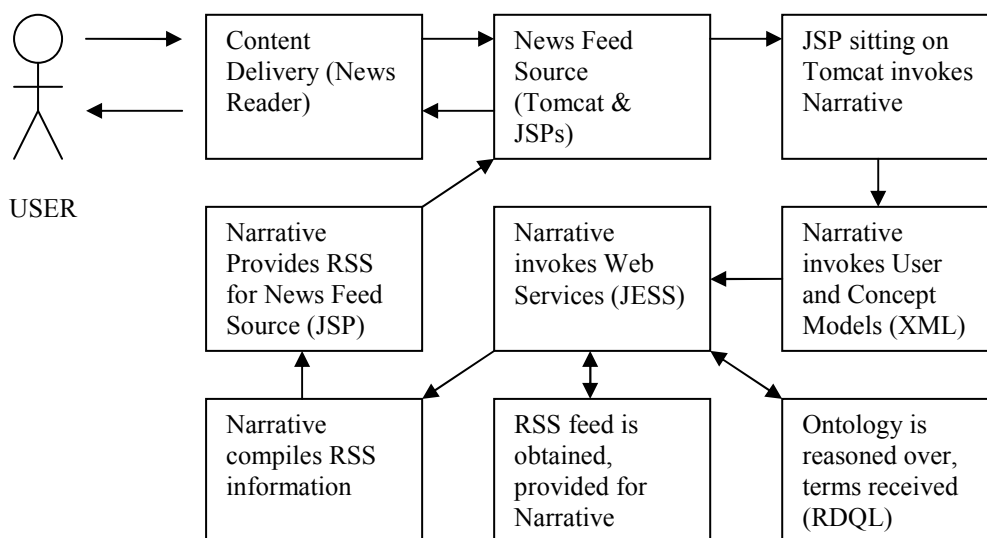 Content
Delivery (News
Reader)
News Feed
Source
(Tomcat &
JSPs)
JSP sitting on
Tomcat invokes
Narrative
USER
Narrative
Provides RSS
for News Feed
Source (JSP)
Narrative
invokes Web
Services (JESS)
Narrative
invokes User
and Concept
Models (XML)
Narrative
compiles RSS
information
RSS feed is
obtained,
provided for
Narrative
Ontology is
reasoned over,
terms received
(RDQL)